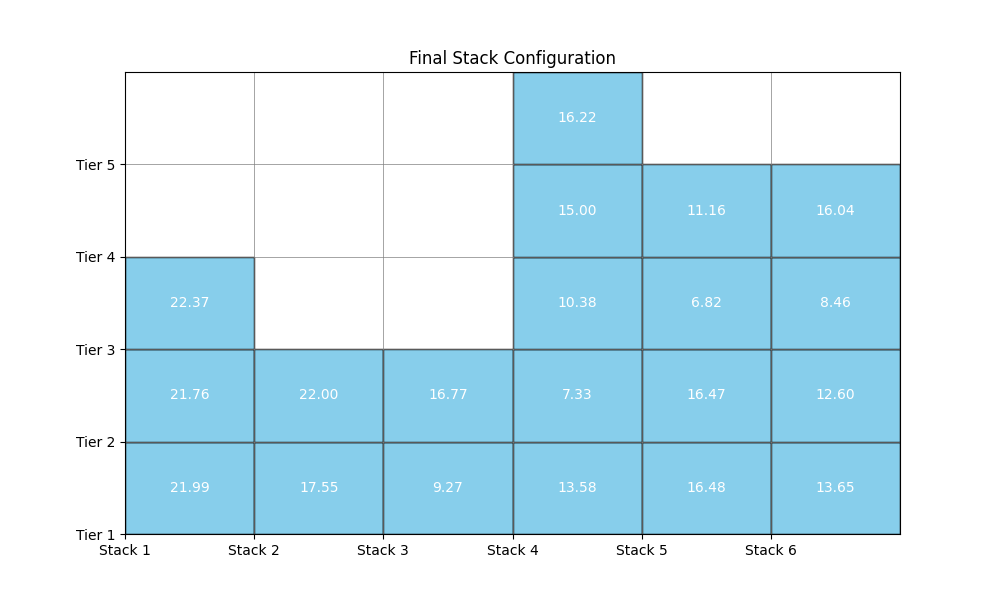 Final Stack Configuration
16.22
Tier 5
15.00 11.16 16.04
Tier 4
22.37 10.38 6.82 8.46
Tier 3
21.76 22.00 16.77 7.33 16.47 12.60
Tier 2
21.99 17.55 9.27 13.58 16.48 13.65
Tier 1
Stack 1 Stack 2 Stack 3 Stack 4 Stack 5 Stack 6